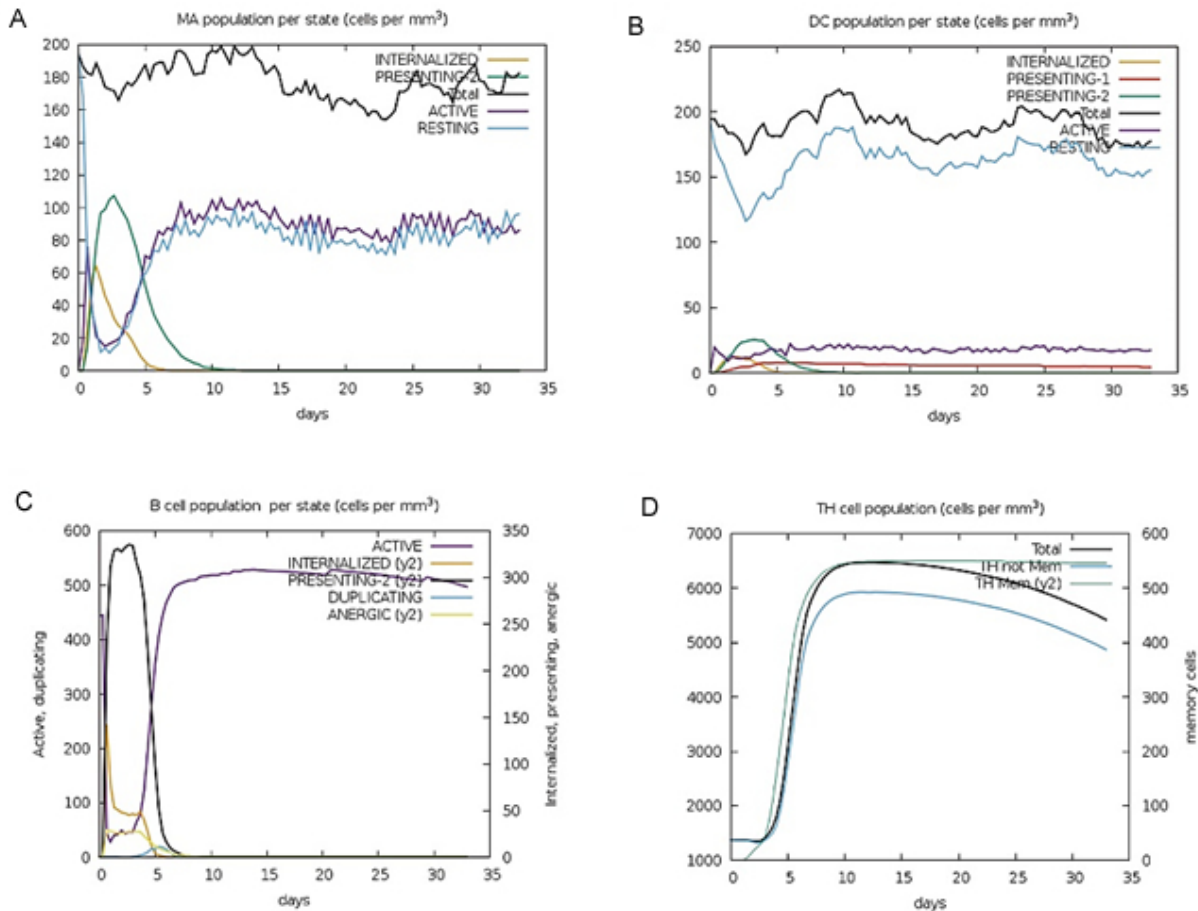 A
MA population per state (cells per mm³)
200
180
160
140
120
100
80
60
40
20
0
INTERNALIZED
PRESENTING-2
Total
ACTIVE
RESTING
0 5 10 15 20 25 30 35
days
B
DC population per state (cells per mm³)
250
200
150
100
50
0
INTERNALIZED
PRESENTING-1
PRESENTING-2
Total
ACTIVE
RESTING
0 5 10 15 20 25 30 35
days
C
B cell population per state (cells per mm³)
Active, duplicating
600
500
400
300
200
100
0
ACTIVE
INTERNALIZED (y2)
PRESENTING-2 (y2)
DUPLICATING
ANERGIC (y2)
350
300
250
200
150
100
50
0
Internalized, presenting, anergic
0 5 10 15 20 25 30 35
days
D
TH cell population (cells per mm³)
7000
6000
5000
4000
3000
2000
1000
Total
TH not Mem
TH Mem (y2)
600
500
400
300
200
100
0
memory cells
0 5 10 15 20 25 30 35
days